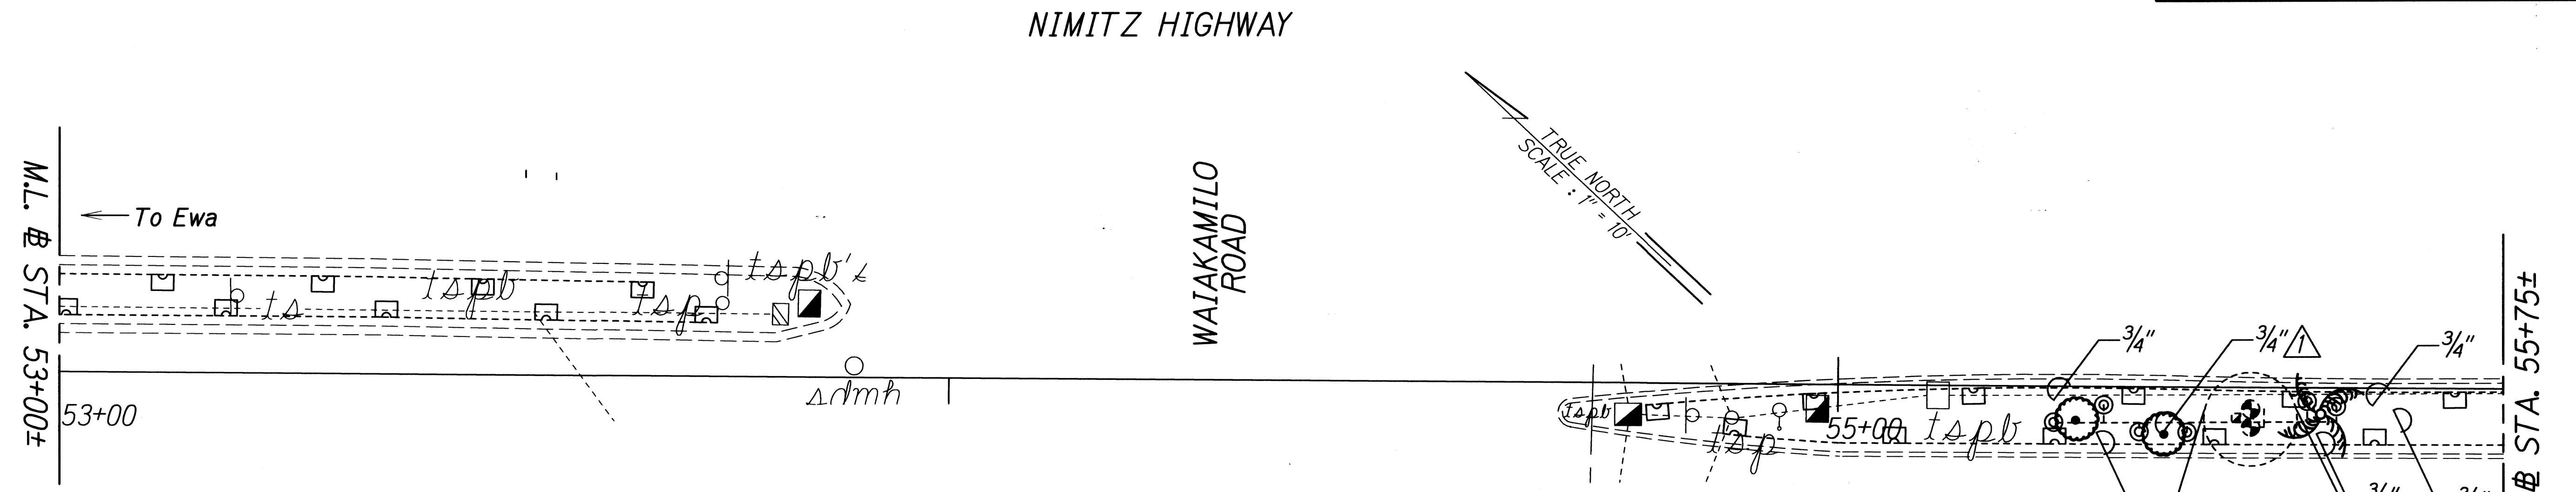 NIMITZ HIGHWAY
M.L. ℄ STA. 53+00±
To Ewa
ts
tspb
tsp
tspb's
sdmh
53+00
WAIAKAMILO
ROAD
TRUE NORTH
SCALE : 1" = 10'
tspb
tsp
55+00
tspb
3/4"
3/4"
1
3/4"
STA. 55+75±